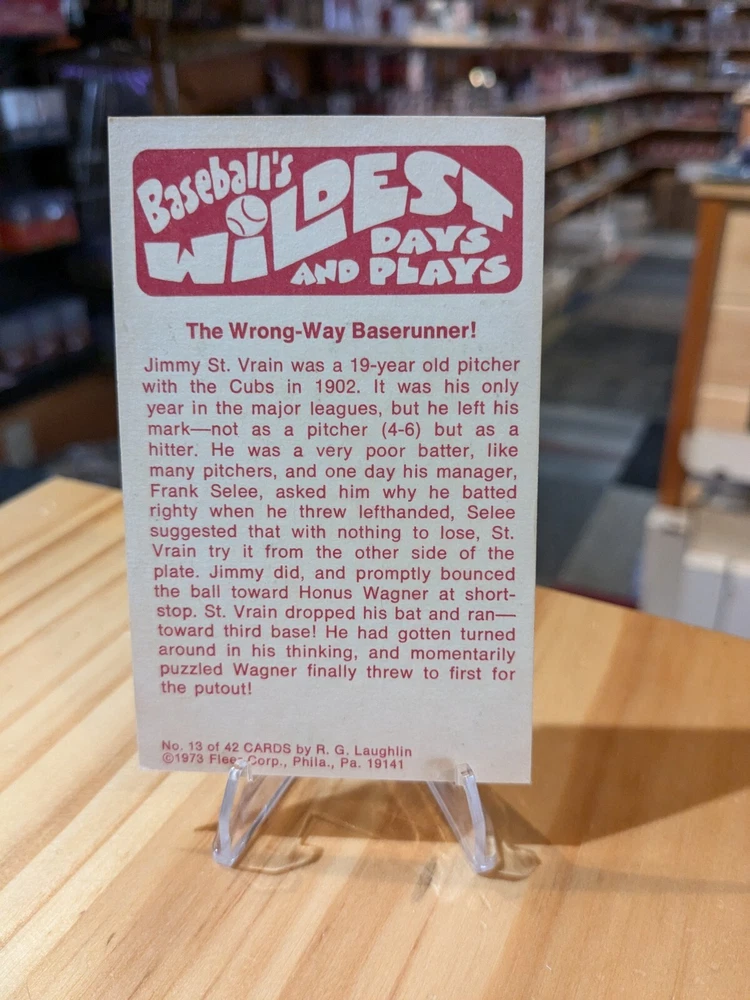 Baseball's
WiLDEST
DAYS
AND PLAYS
The Wrong-Way Baserunner!
Jimmy St. Vrain was a 19-year old pitcher
with the Cubs in 1902. It was his only
year in the major leagues, but he left his
mark—not as a pitcher (4-6) but as a
hitter. He was a very poor batter, like
many pitchers, and one day his manager,
Frank Selee, asked him why he batted
righty when he threw lefthanded, Selee
suggested that with nothing to lose, St.
Vrain try it from the other side of the
plate. Jimmy did, and promptly bounced
the ball toward Honus Wagner at short-
stop. St. Vrain dropped his bat and ran—
toward third base! He had gotten turned
around in his thinking, and momentarily
puzzled Wagner finally threw to first for
the putout!
No. 13 of 42 CARDS by R. G. Laughlin
©1973 Fleer Corp., Phila., Pa. 19141